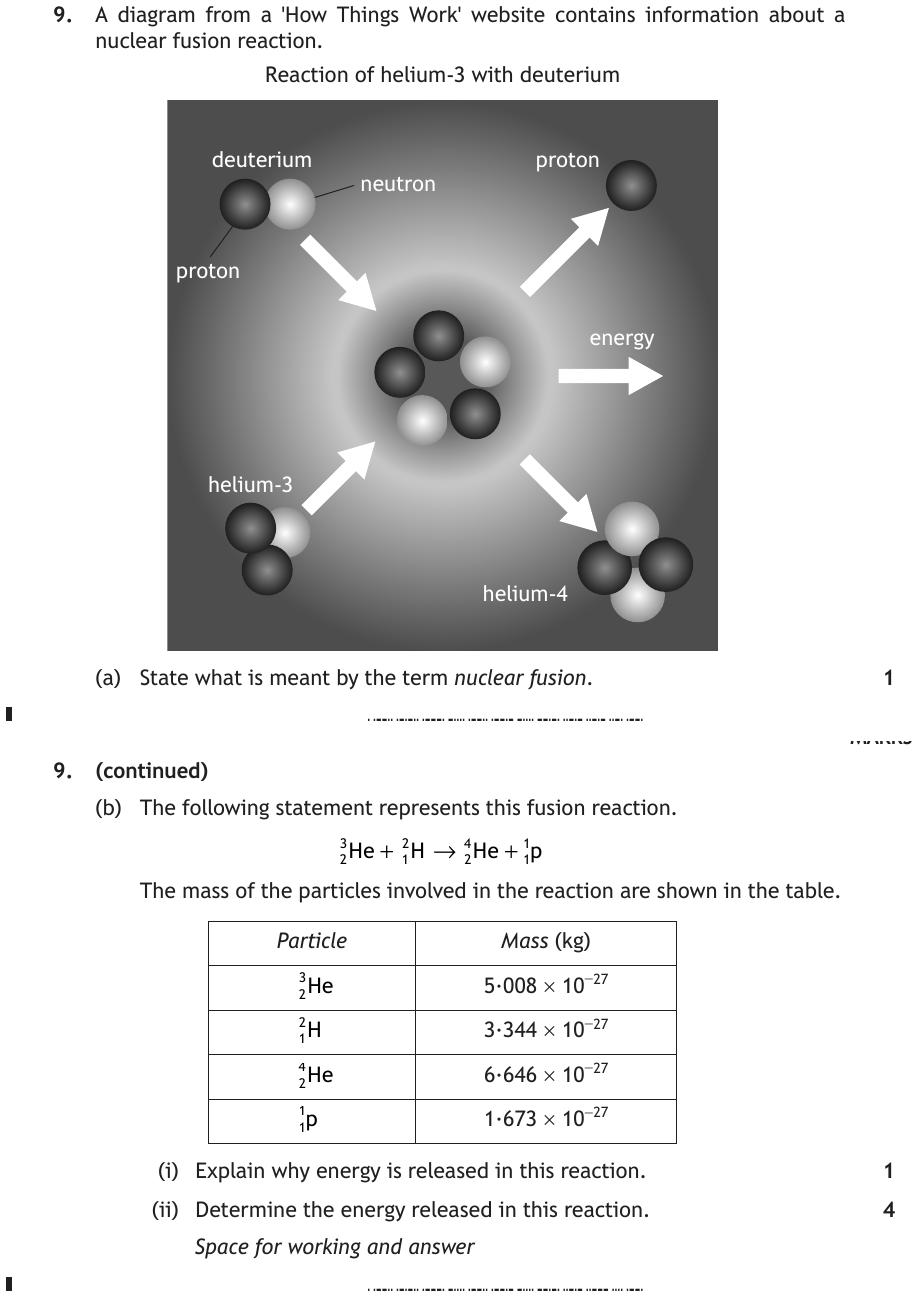 9. A diagram from a 'How Things Work' website contains information about a
nuclear fusion reaction.
Reaction of helium-3 with deuterium
deuterium
neutron
proton
proton
energy
helium-3
helium-4
(a) State what is meant by the term nuclear fusion. 1
9. (continued)
(b) The following statement represents this fusion reaction.
³₂He + ²₁H → ⁴₂He + ¹₁p
The mass of the particles involved in the reaction are shown in the table.
Particle Mass (kg)
³₂He 5·008 × 10⁻²⁷
²₁H 3·344 × 10⁻²⁷
⁴₂He 6·646 × 10⁻²⁷
¹₁p 1·673 × 10⁻²⁷
(i) Explain why energy is released in this reaction. 1
(ii) Determine the energy released in this reaction. 4
Space for working and answer